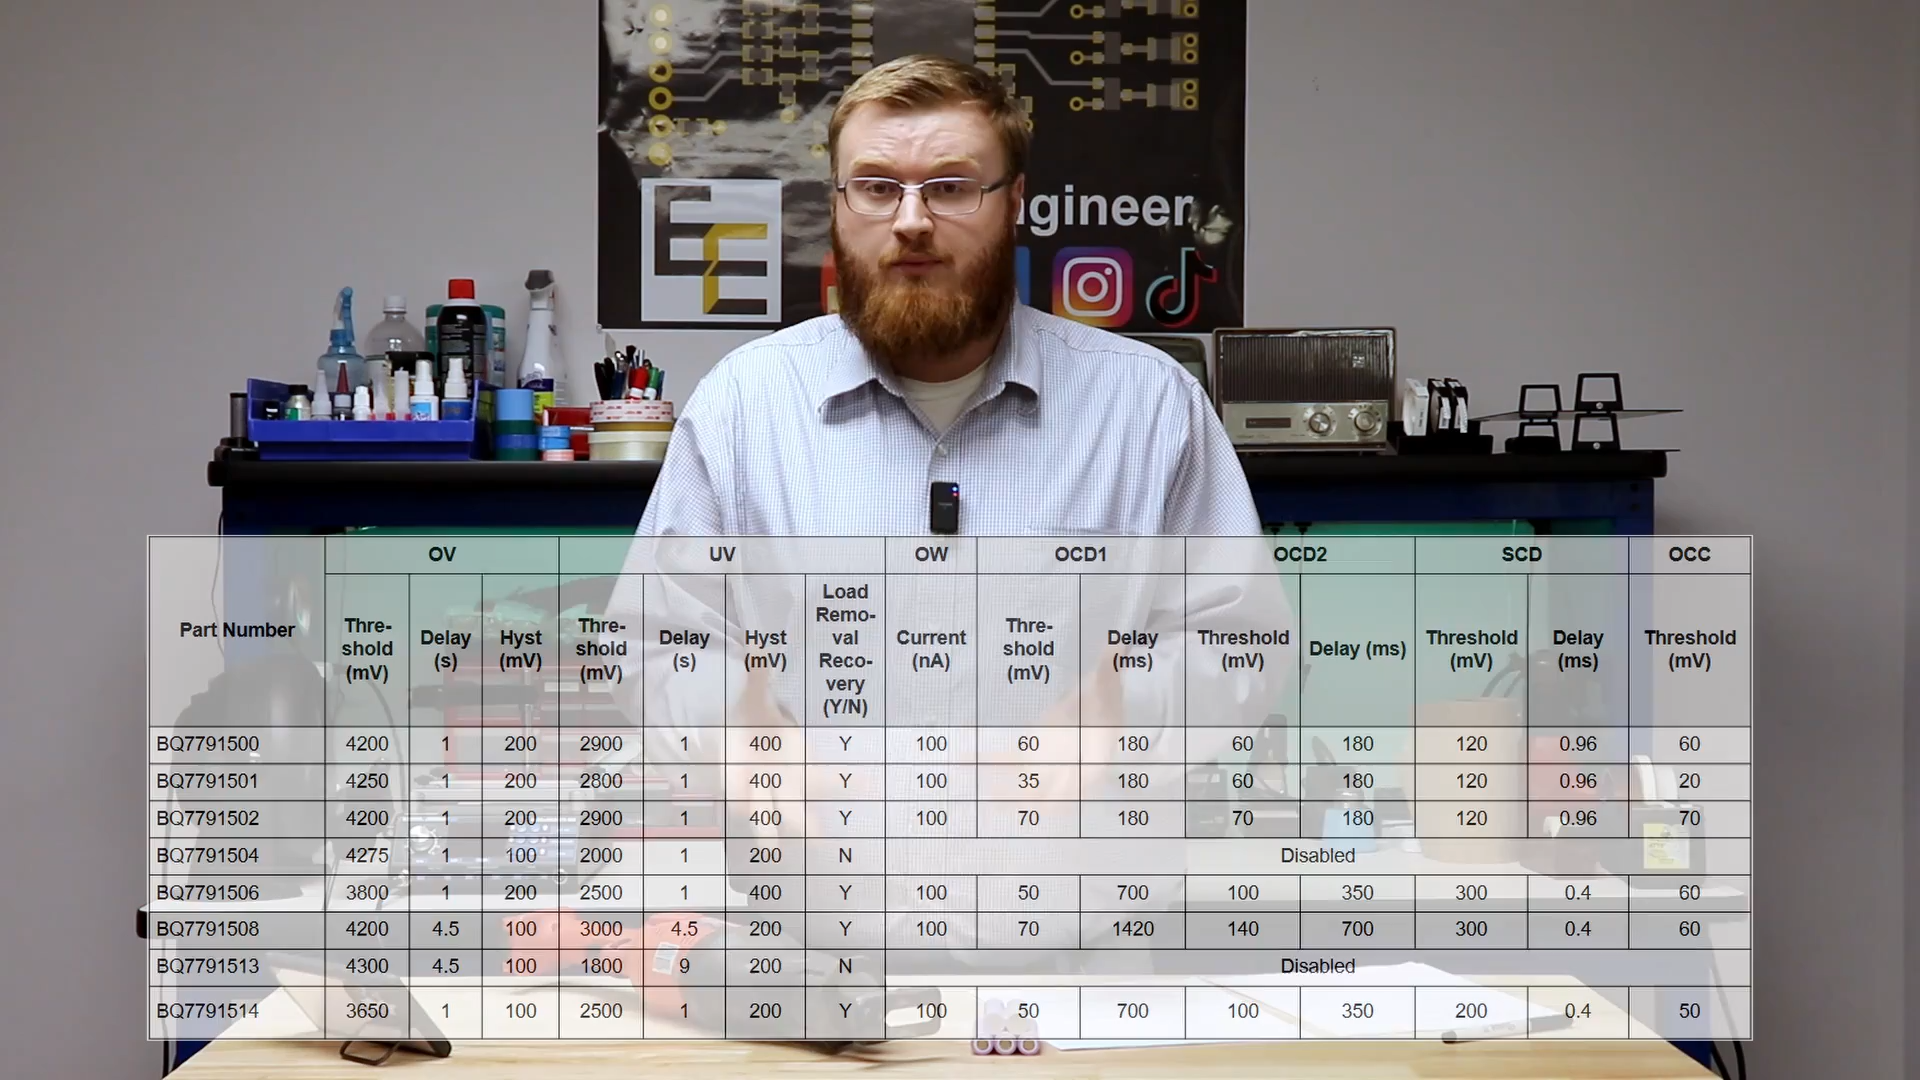 ngineer
OV UV OW OCD1 OCD2 SCD OCC
Part Number Thre-shold (mV) Delay (s) Hyst (mV) Thre-shold (mV) Delay (s) Hyst (mV) Load Remo-val Reco-very (Y/N) Current (nA) Thre-shold (mV) Delay (ms) Threshold (mV) Delay (ms) Threshold (mV) Delay (ms) Threshold (mV)
BQ7791500 4200 1 200 2900 1 400 Y 100 60 180 60 180 120 0.96 60
BQ7791501 4250 1 200 2800 1 400 Y 100 35 180 60 180 120 0.96 20
BQ7791502 4200 1 200 2900 1 400 Y 100 70 180 70 180 120 0.96 70
BQ7791504 4275 1 100 2000 1 200 N Disabled
BQ7791506 3800 1 200 2500 1 400 Y 100 50 700 100 350 300 0.4 60
BQ7791508 4200 4.5 100 3000 4.5 200 Y 100 70 1420 140 700 300 0.4 60
BQ7791513 4300 4.5 100 1800 9 200 N Disabled
BQ7791514 3650 1 100 2500 1 200 Y 100 50 700 100 350 200 0.4 50